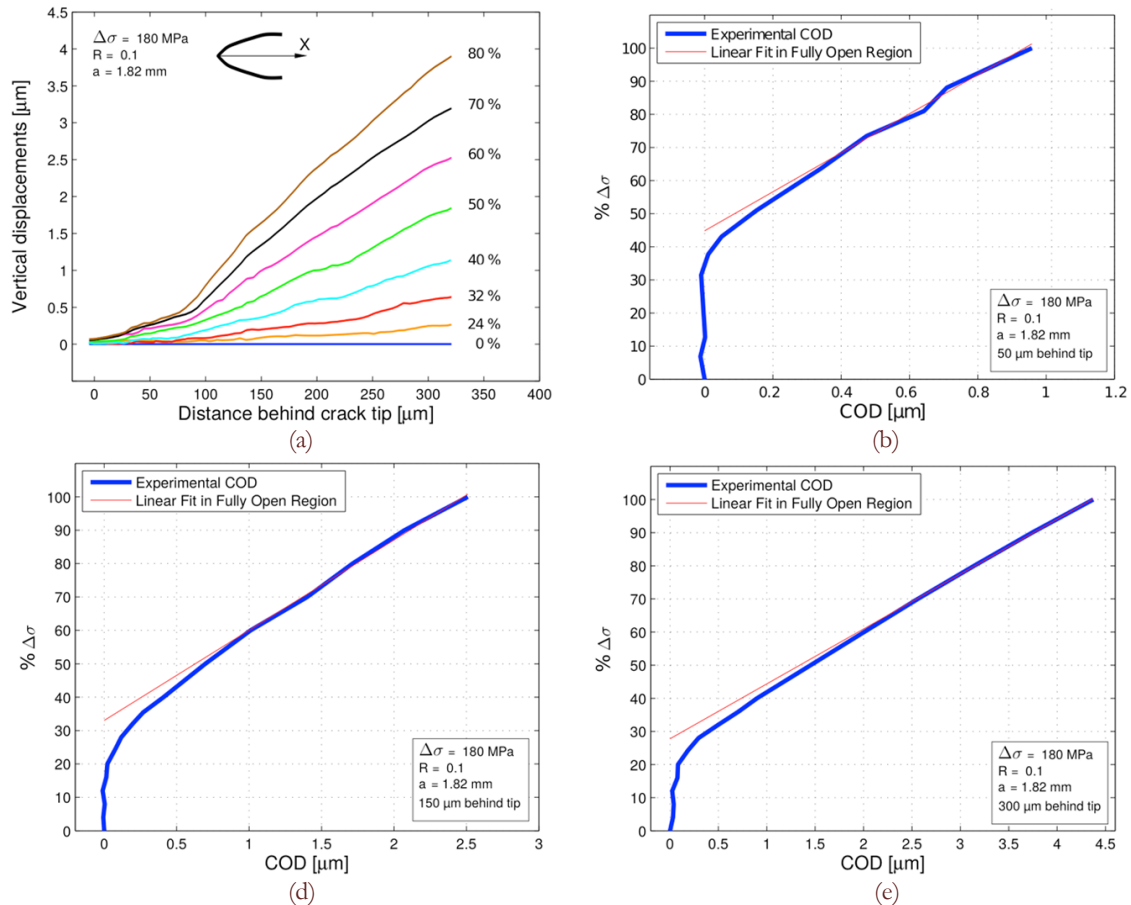 4.5
4
3.5
3
2.5
2
1.5
1
0.5
0
Vertical displacements [μm]
Δσ = 180 MPa
R = 0.1
a = 1.82 mm
X
80 %
70 %
60 %
50 %
40 %
32 %
24 %
0 %
0 50 100 150 200 250 300 350 400
Distance behind crack tip [μm]
(a)
Experimental COD
Linear Fit in Fully Open Region
100
90
80
70
60
50
40
30
20
10
0
% Δσ
Δσ = 180 MPa
R = 0.1
a = 1.82 mm
50 μm behind tip
0 0.2 0.4 0.6 0.8 1 1.2
COD [μm]
(b)
Experimental COD
Linear Fit in Fully Open Region
100
90
80
70
60
50
40
30
20
10
0
% Δσ
Δσ = 180 MPa
R = 0.1
a = 1.82 mm
150 μm behind tip
0 0.5 1 1.5 2 2.5 3
COD [μm]
(d)
Experimental COD
Linear Fit in Fully Open Region
100
90
80
70
60
50
40
30
20
10
0
% Δσ
Δσ = 180 MPa
R = 0.1
a = 1.82 mm
300 μm behind tip
0 0.5 1 1.5 2 2.5 3 3.5 4 4.5
COD [μm]
(e)